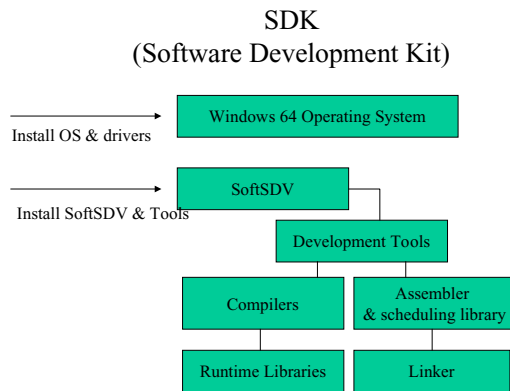 SDK
(Software Development Kit)
Windows 64 Operating System
Install OS & drivers
SoftSDV
Install SoftSDV & Tools
Development Tools
Compilers
Assembler
& scheduling library
Runtime Libraries
Linker